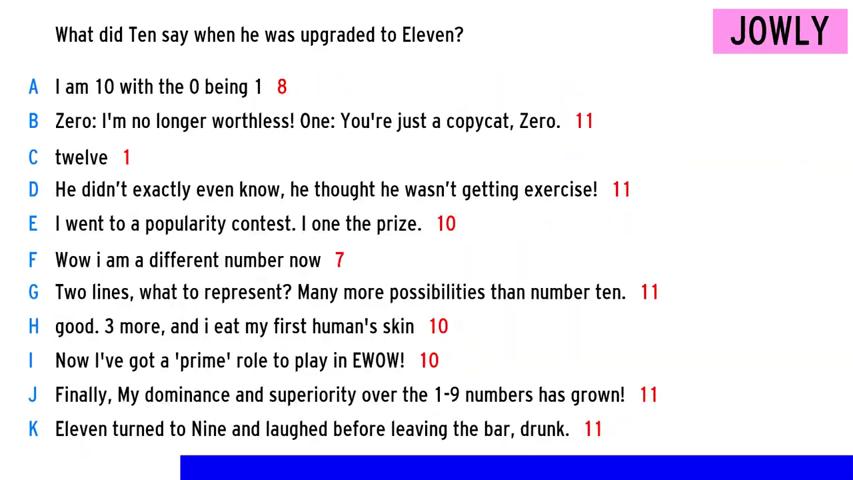 What did Ten say when he was upgraded to Eleven?
JOWLY
A I am 10 with the 0 being 1 8
B Zero: I'm no longer worthless! One: You're just a copycat, Zero. 11
C twelve 1
D He didn't exactly even know, he thought he wasn't getting exercise! 11
E I went to a popularity contest. I one the prize. 10
F Wow i am a different number now 7
G Two lines, what to represent? Many more possibilities than number ten. 11
H good. 3 more, and i eat my first human's skin 10
I Now I've got a 'prime' role to play in EWOW! 10
J Finally, My dominance and superiority over the 1-9 numbers has grown! 11
K Eleven turned to Nine and laughed before leaving the bar, drunk. 11